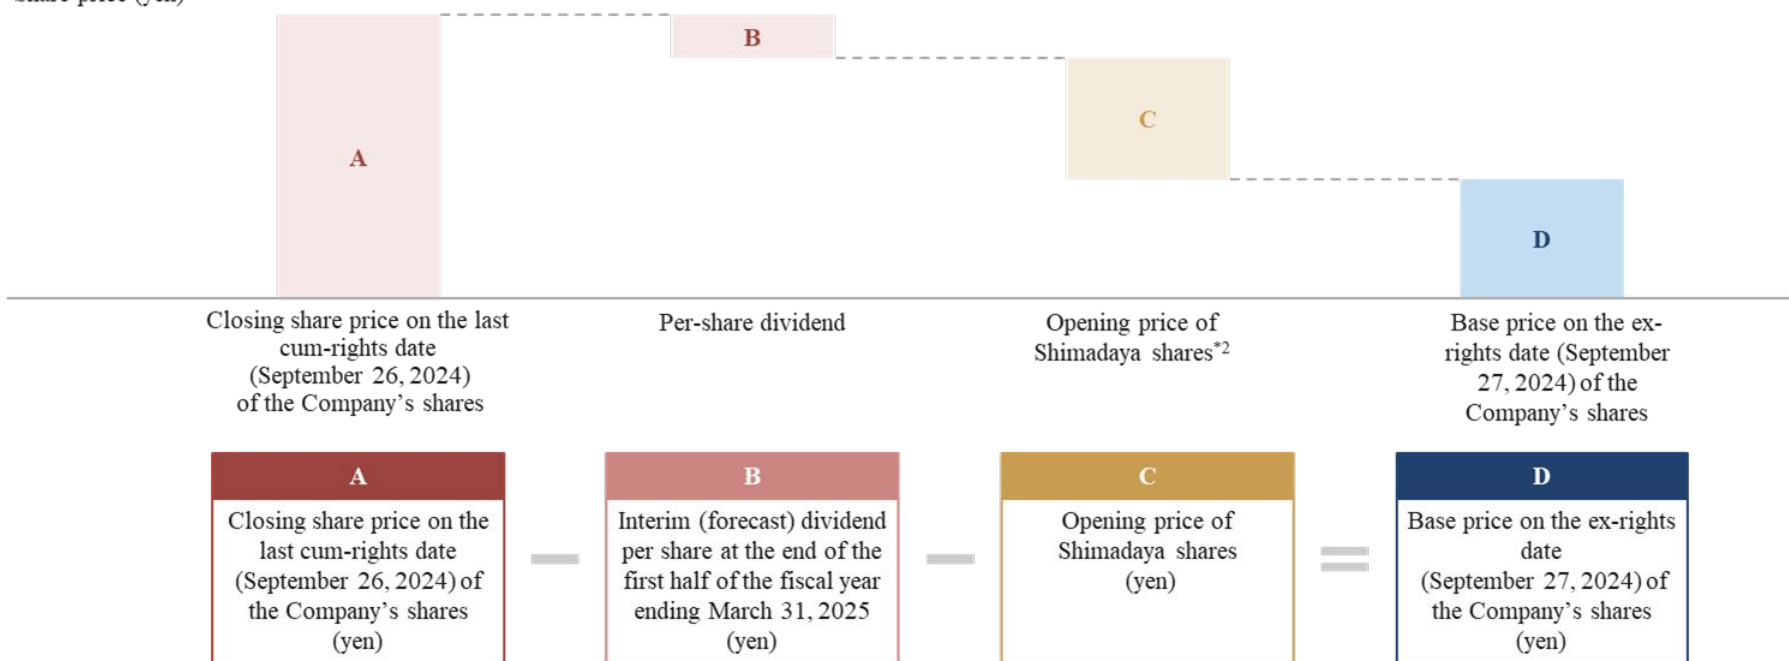 Share price (yen)
A
B
C
D
Closing share price on the last
cum-rights date
(September 26, 2024)
of the Company's shares
Per-share dividend
Opening price of
Shimadaya shares*2
Base price on the ex-
rights date (September
27, 2024) of the
Company's shares
A
Closing share price on the
last cum-rights date
(September 26, 2024) of
the Company's shares
(yen)
B
Interim (forecast) dividend
per share at the end of the
first half of the fiscal year
ending March 31, 2025
(yen)
C
Opening price of
Shimadaya shares
(yen)
D
Base price on the ex-rights
date
(September 27, 2024) of
the Company's shares
(yen)